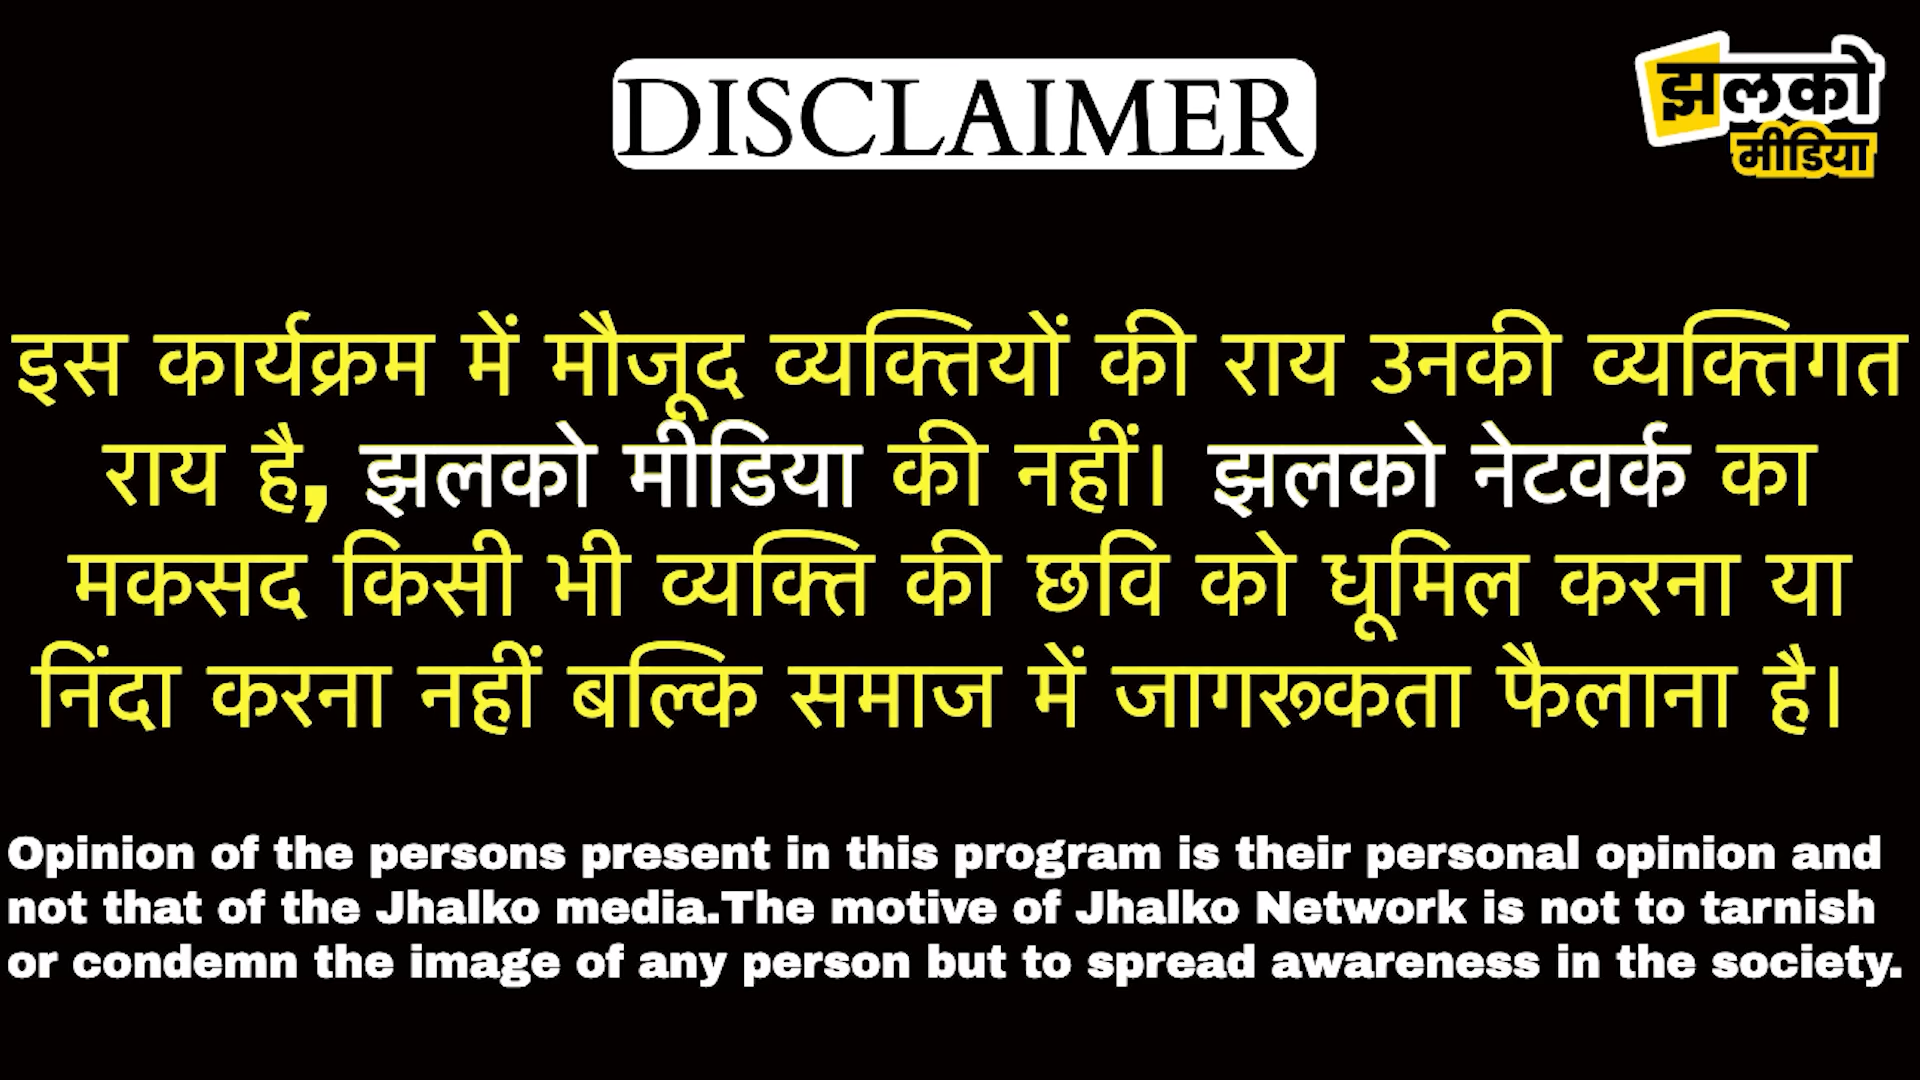 DISCLAIMER
झलको
मीडिया
इस कार्यक्रम में मौजूद व्यक्तियों की राय उनकी व्यक्तिगत
राय है, झलको मीडिया की नहीं। झलको नेटवर्क का
मकसद किसी भी व्यक्ति की छवि को धूमिल करना या
निंदा करना नहीं बल्कि समाज में जागरूकता फैलाना है।
Opinion of the persons present in this program is their personal opinion and
not that of the Jhalko media.The motive of Jhalko Network is not to tarnish
or condemn the image of any person but to spread awareness in the society.